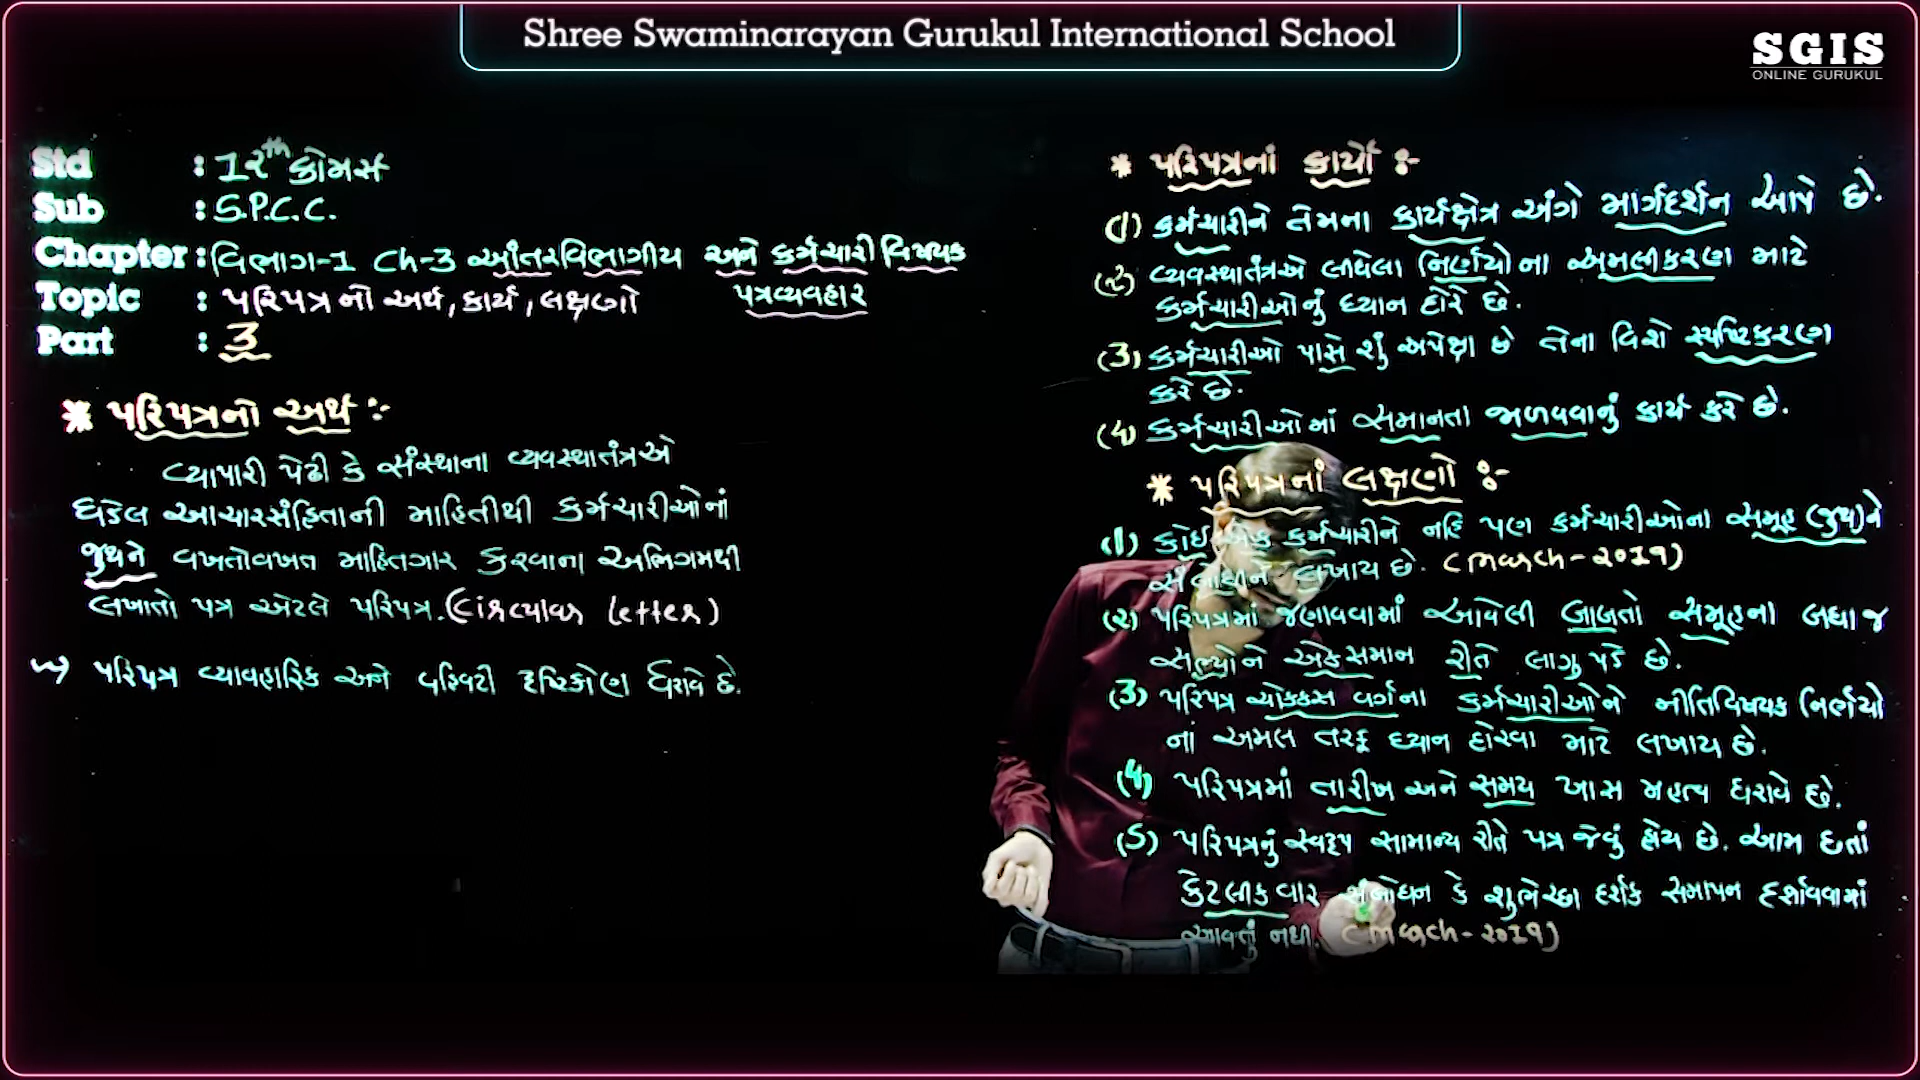 Shree Swaminarayan Gurukul International School
SGIS
ONLINE GURUKUL
Std : 12th કોમર્સ
Sub : S.P.C.C.
Chapter : વિભાગ-1 Ch-3 આંતરવિભાગીય અને કર્મચારી વિષયક
પત્રવ્યવહાર
Topic : પરિપત્રનો અર્થ, કાર્ય, લક્ષણો
Part : 3
* પરિપત્રનો અર્થ :-
વ્યાપારી પેઢી કે સંસ્થાના વ્યવસ્થાતંત્રએ
ઘડેલ આચારસંહિતાની માહિતીથી કર્મચારીઓનાં
જુથને વખતોવખત માહિતગાર કરવાના અભિગમથી
લખાતો પત્ર એટલે પરિપત્ર. (Circular letter)
→ પરિપત્ર વ્યાવહારિક અને વહિવટી દૃષ્ટિકોણ ધરાવે છે.
* પરિપત્રનાં કાર્યો :-
(1) કર્મચારીને તેમના કાર્યક્ષેત્ર અંગે માર્ગદર્શન આપે છે.
(૨) વ્યવસ્થાતંત્રએ લીધેલા નિર્ણયોના અમલીકરણ માટે
કર્મચારીઓનું ધ્યાન દોરે છે.
(3) કર્મચારીઓ પાસે શું અપેક્ષા છે તેના વિશે સ્પષ્ટિકરણ
કરે છે.
(4) કર્મચારીઓમાં સમાનતા જાળવવાનું કાર્ય કરે છે.
* પરિપત્રનાં લક્ષણો :-
(1) કોઈ એક કર્મચારીને નહિ પણ કર્મચારીઓના સમૂહ (જુથ)ને
સંબોધીને લખાય છે. (March-૨૦19)
(૨) પરિપત્રમાં જણાવવામાં આવેલી બાબતો સમૂહના બધા જ
સભ્યોને એકસમાન રીતે લાગુ પડે છે.
(3) પરિપત્ર ચોક્કસ વર્ગના કર્મચારીઓને નીતિવિષયક નિર્ણયો
નાં અમલ તરફ ધ્યાન દોરવા માટે લખાય છે.
(4) પરિપત્રમાં તારીખ અને સમય ખાસ મહત્વ ધરાવે છે.
(5) પરિપત્રનું સ્વરૂપ સામાન્ય રીતે પત્ર જેવું હોય છે. આમ છતાં
કેટલીક વાર સંબોધન કે શુભેચ્છા દર્શક સમાપન દર્શાવવામાં
આવતું નથી. (March-૨૦19)